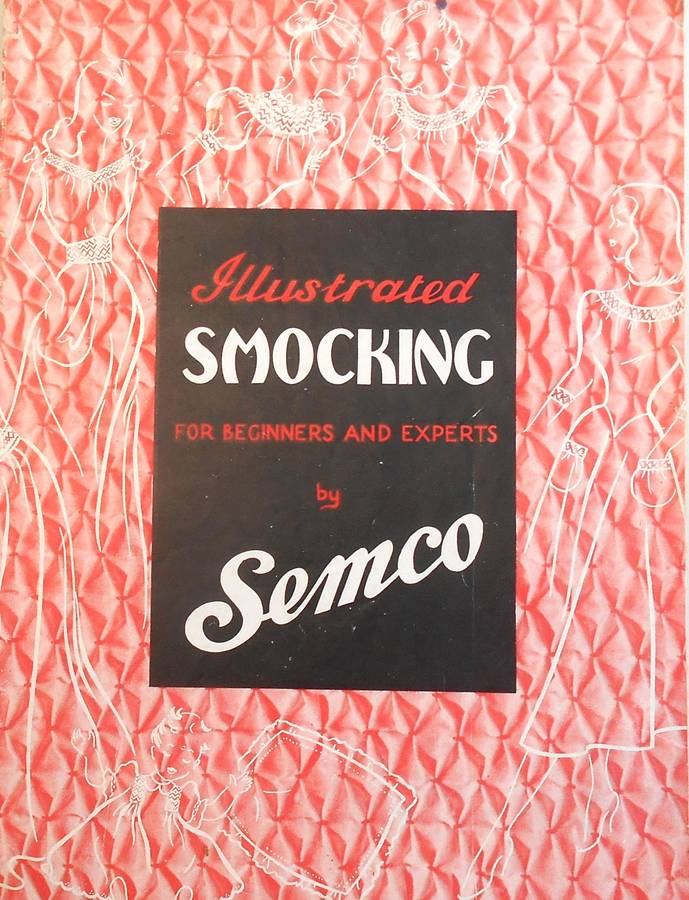 Illustrated
SMOCKING
FOR BEGINNERS AND EXPERTS
by
Semco